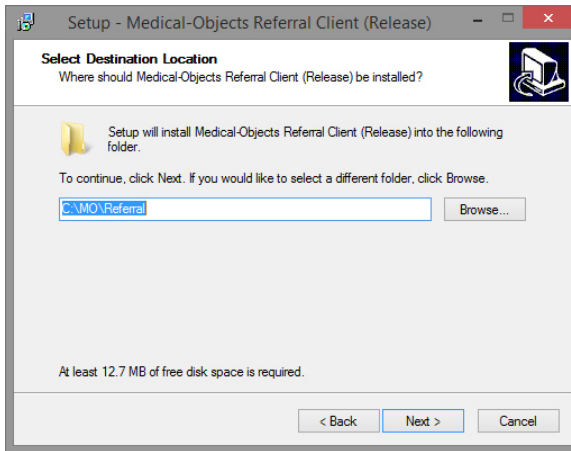 Setup - Medical-Objects Referral Client (Release)
Select Destination Location
Where should Medical-Objects Referral Client (Release) be installed?
Setup will install Medical-Objects Referral Client (Release) into the following
folder.
To continue, click Next. If you would like to select a different folder, click Browse.
C:\MO\Referral
Browse...
At least 12.7 MB of free disk space is required.
< Back
Next >
Cancel